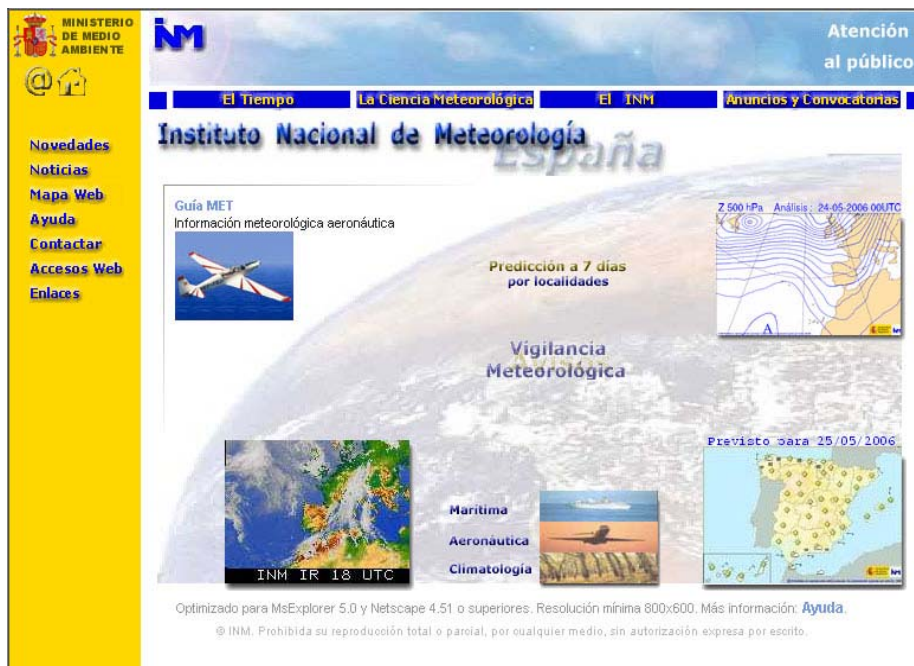 MINISTERIO
DE MEDIO
AMBIENTE
INM
Atención
al público
El Tiempo
La Ciencia Meteorológica
El INM
Anuncios y Convocatorias
Instituto Nacional de Meteorología
España
Novedades
Noticias
Mapa Web
Ayuda
Contactar
Accesos Web
Enlaces
Guía MET
Información meteorológica aeronáutica
Predicción a 7 días
por localidades
Z 500 hPa Análisis : 24-05-2006 00UTC
A
Vigilancia
Meteorológica
INM IR 18 UTC
Marítima
Aeronáutica
Climatología
Previsto para 25/05/2006
Optimizado para MsExplorer 5.0 y Netscape 4.51 o superiores. Resolución mínima 800x600. Más información: Ayuda.
© INM. Prohibida su reproducción total o parcial, por cualquier medio, sin autorización expresa por escrito.